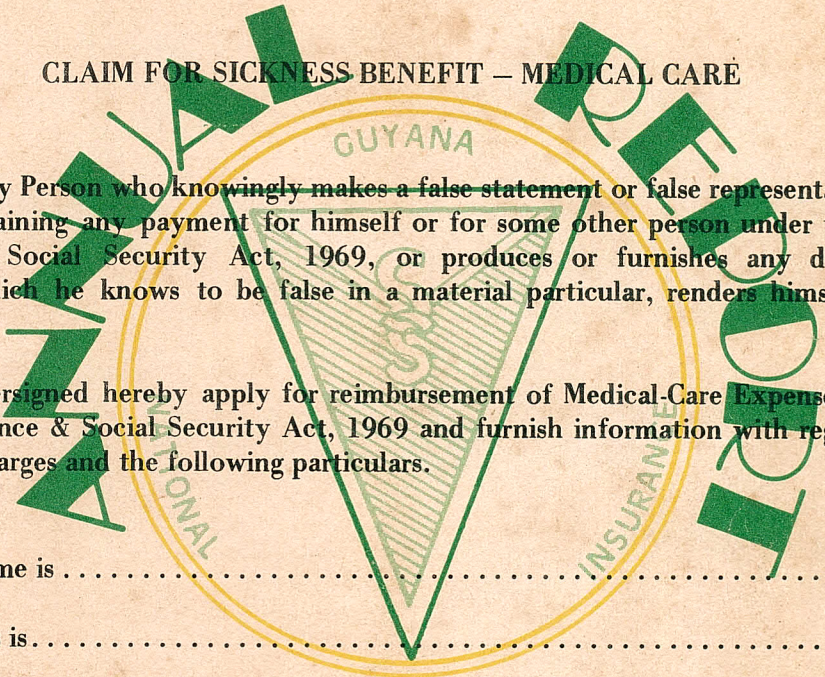 CLAIM FOR SICKNESS BENEFIT – MEDICAL CARE
ANNUAL REPORT
GUYANA
NATIONAL
INSURANCE
y Person who knowingly makes a false statement or false represent
aining any payment for himself or for some other person under
Social Security Act, 1969, or produces or furnishes any d
ich he knows to be false in a material particular, renders hims
ersigned hereby apply for reimbursement of Medical-Care Expens
nce & Social Security Act, 1969 and furnish information with reg
arges and the following particulars.
me is
is